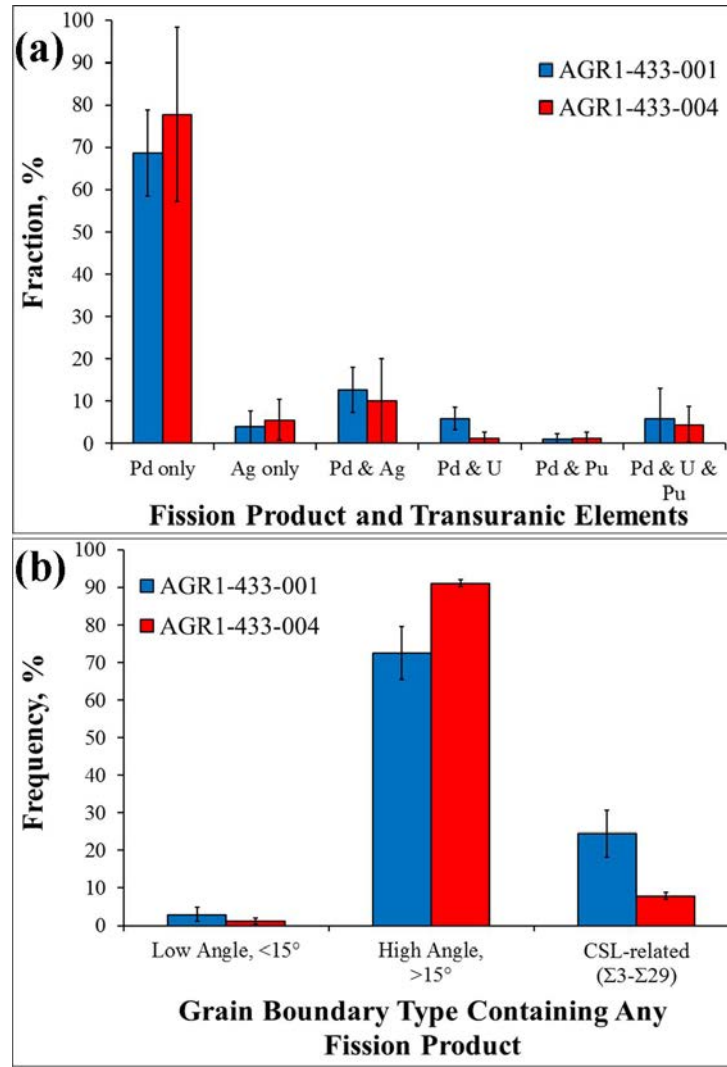 (a)
100
90
80
70
60
50
40
30
20
10
0
Fraction, %
AGR1-433-001
AGR1-433-004
Pd only
Ag only
Pd & Ag
Pd & U
Pd & Pu
Pd & U &
Pu
Fission Product and Transuranic Elements
(b)
100
90
80
70
60
50
40
30
20
10
0
Frequency, %
AGR1-433-001
AGR1-433-004
Low Angle, <15°
High Angle,
>15°
CSL-related
(Σ3-Σ29)
Grain Boundary Type Containing Any
Fission Product